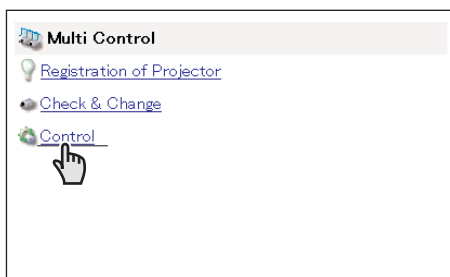 Multi Control
Registration of Projector
Check & Change
Control